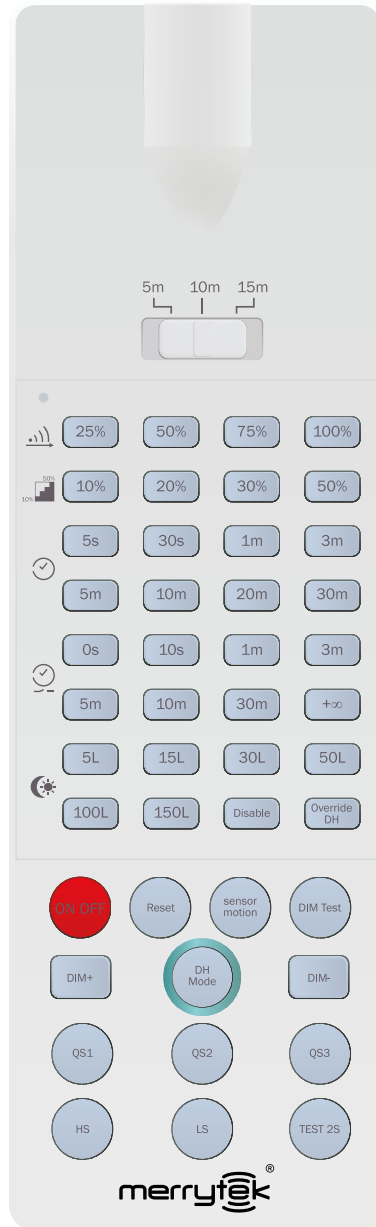 5m 10m 15m
25% 50% 75% 100%
50%
10%
10% 20% 30% 50%
5s 30s 1m 3m
5m 10m 20m 30m
0s 10s 1m 3m
5m 10m 30m +∞
5L 15L 30L 50L
100L 150L Disable Override
DH
ON OFF Reset sensor
motion DIM Test
DIM+ DH
Mode DIM-
QS1 QS2 QS3
HS LS TEST 2S
merrytek®